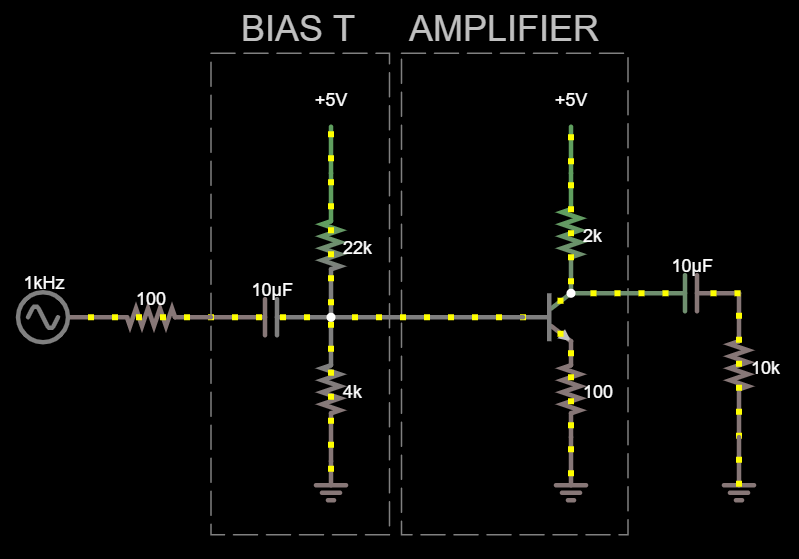 BIAS T
AMPLIFIER
+5V
+5V
2k
22k
10µF
1kHz
10µF
100
10k
4k
100